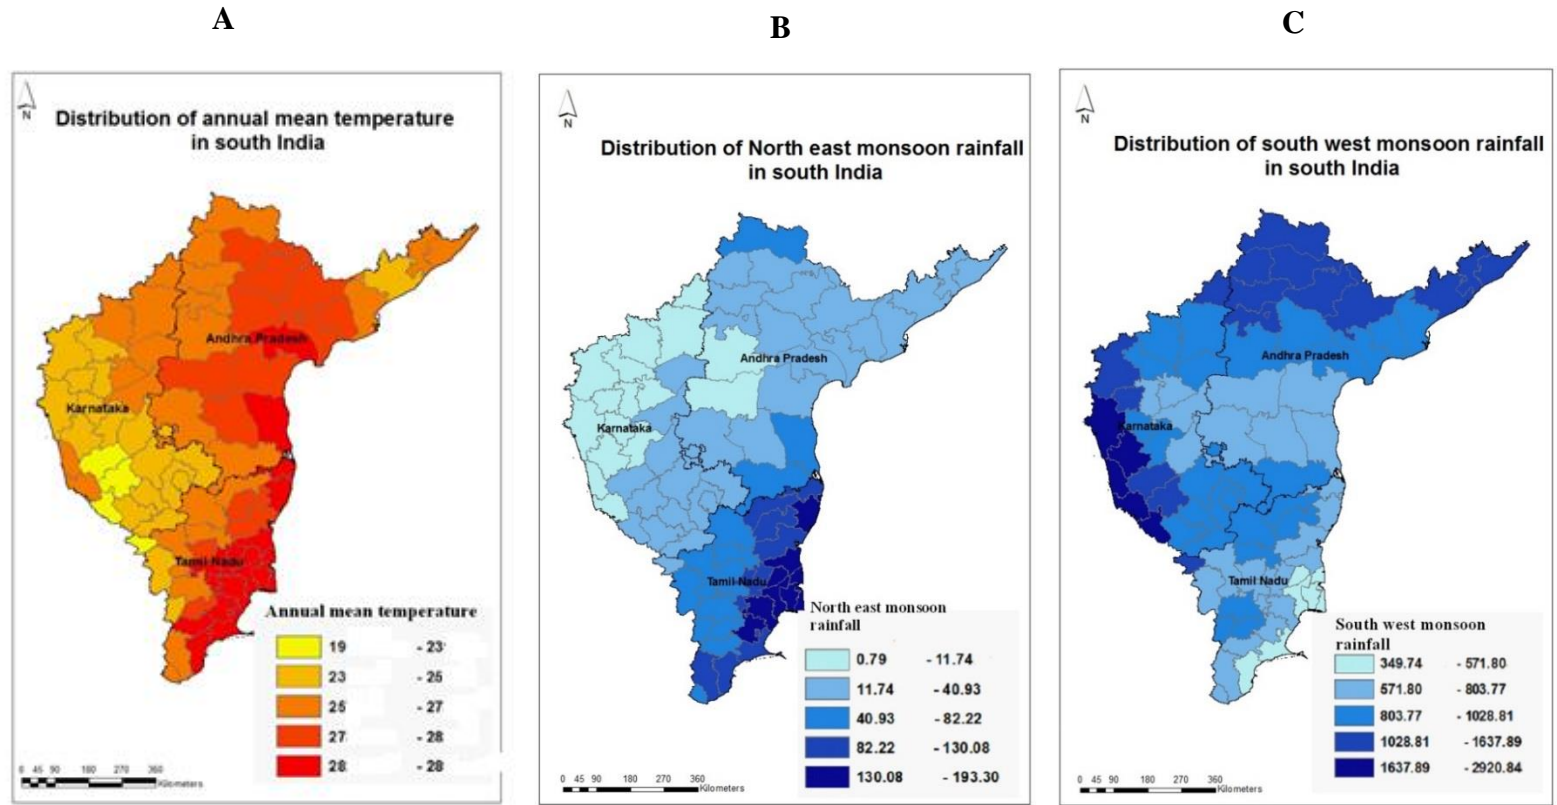 A
B
C
N
Distribution of annual mean temperature
in south India
Andhra Pradesh
Karnataka
Tamil Nadu
Annual mean temperature
19 - 23
23 - 25
25 - 27
27 - 28
28 - 28
0 45 90 180 270 360
Kilometers
N
Distribution of North east monsoon rainfall
in south India
Andhra Pradesh
Karnataka
Tamil Nadu
North east monsoon
rainfall
0.79 - 11.74
11.74 - 40.93
40.93 - 82.22
82.22 - 130.08
130.08 - 193.30
0 45 90 180 270 360
Kilometers
N
Distribution of south west monsoon rainfall
in south India
Andhra Pradesh
Karnataka
Tamil Nadu
South west monsoon
rainfall
349.74 - 571.80
571.80 - 803.77
803.77 - 1028.81
1028.81 - 1637.89
1637.89 - 2920.84
0 45 90 180 270 360
Kilometers